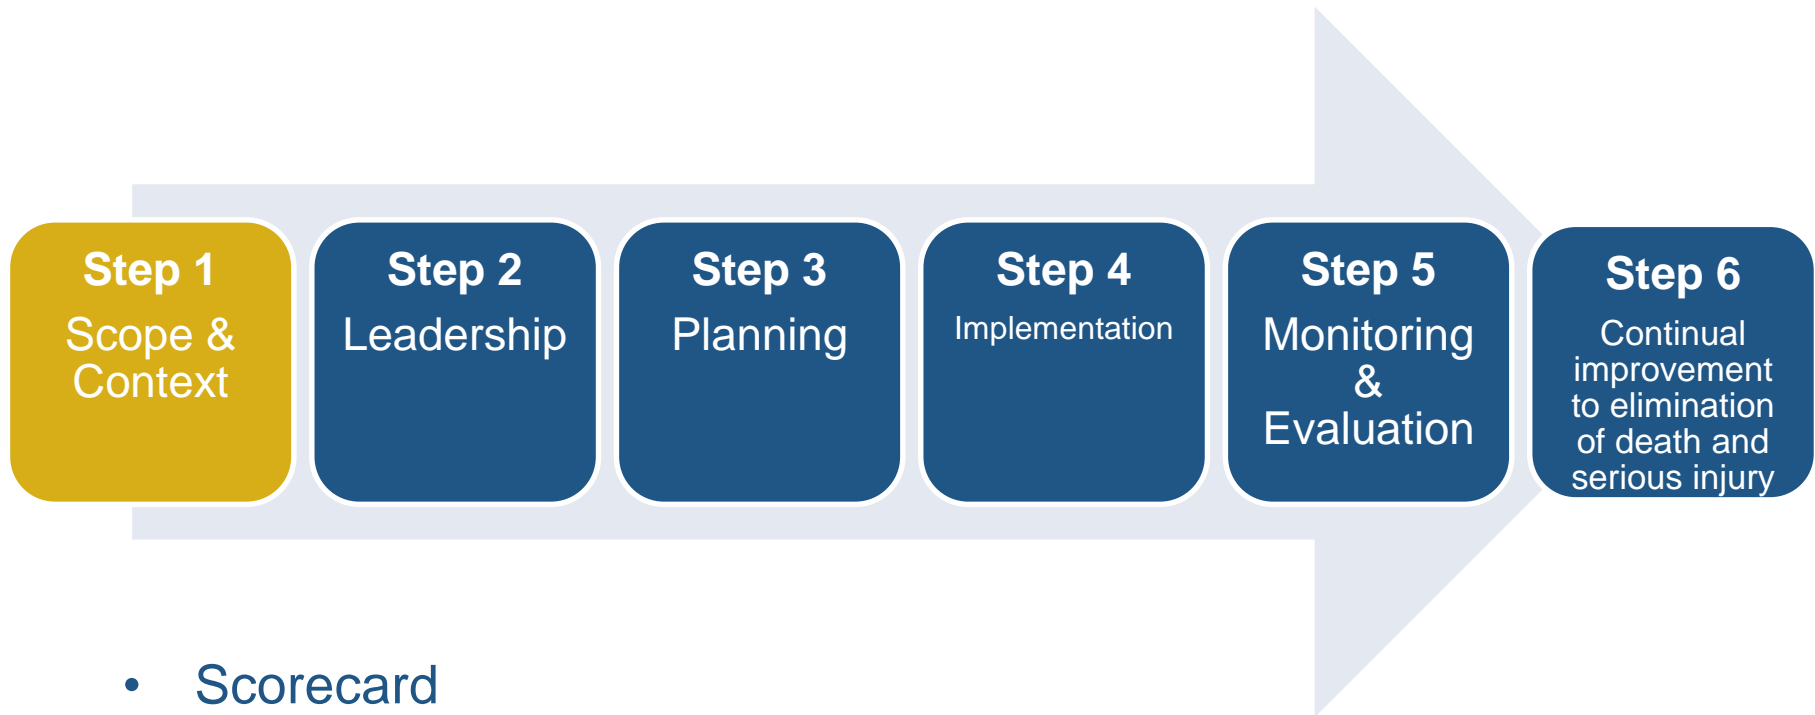 Step 1
Scope &
Context
Step 2
Leadership
Step 3
Planning
Step 4
Implementation
Step 5
Monitoring
&
Evaluation
Step 6
Continual
improvement
to elimination
of death and
serious injury
• Scorecard